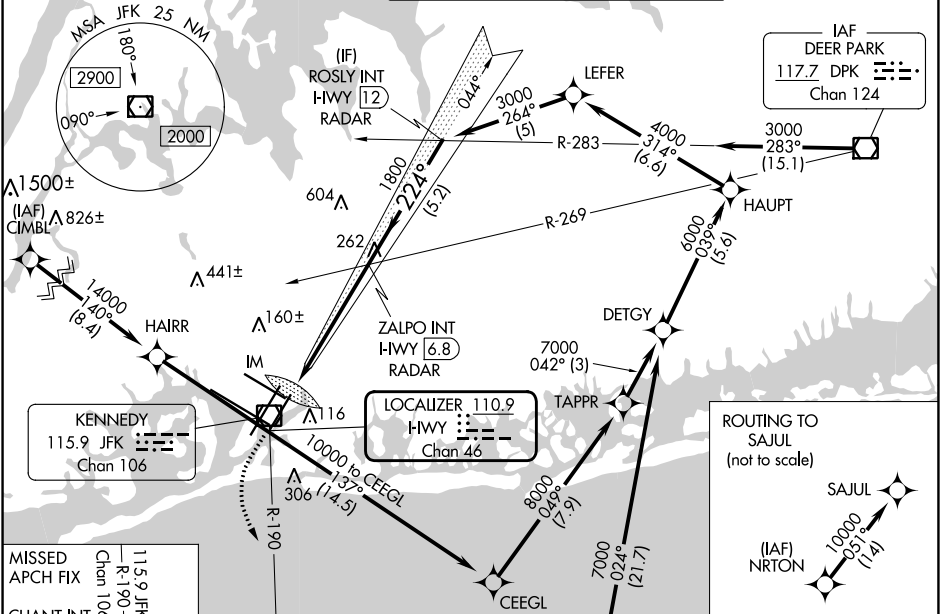 MSA JFK 25 NM
180°
2900
090°
2000
(IF)
ROSLY INT
I-WY 12
RADAR
044°
3000
264°
(5)
LEFER
IAF
DEER PARK
117.7 DPK
Chan 124
3000
283°
(15.1)
R-283
4000
314°
(6.6)
HAUPT
R-269
1800
224°
(5.2)
604
262
1500±
(IAF)
CIMBL
826±
441±
160±
14000
140°
(8.4)
HAIRR
6000
039°
(5.6)
DETGY
ZALPO INT
I-IWY 6.8
RADAR
IM
7000
042° (3)
TAPPR
KENNEDY
115.9 JFK
Chan 106
116
LOCALIZER 110.9
I-IWY
Chan 46
10000 to CEEGL
137°
(14.5)
306
R-190
8000
049°
(7.9)
7000
024°
(21.7)
CEEGL
ROUTING TO
SAJUL
(not to scale)
SAJUL
10000
051°
(14)
(IAF)
NRTON
MISSED
APCH FIX
115.9 JFK
R-190
Chan 106